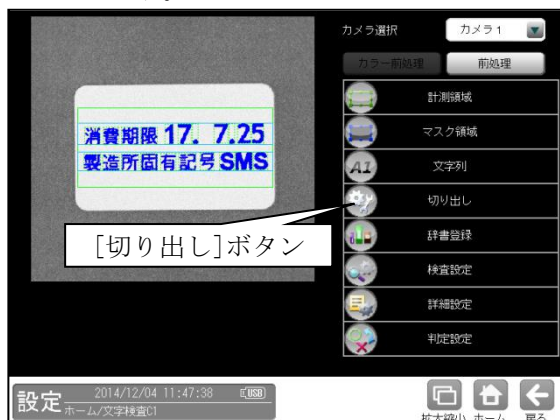 カメラ選択
カメラ1
カラー前処理
前処理
計測領域
マスク領域
文字列
切り出し
辞書登録
検査設定
詳細設定
判定設定
消費期限 17. 7.25
製造所固有記号 SMS
[切り出し]ボタン
設定
2014/12/04 11:47:38
USB
ホーム/文字検査C1
拡大縮小 ホーム 戻る